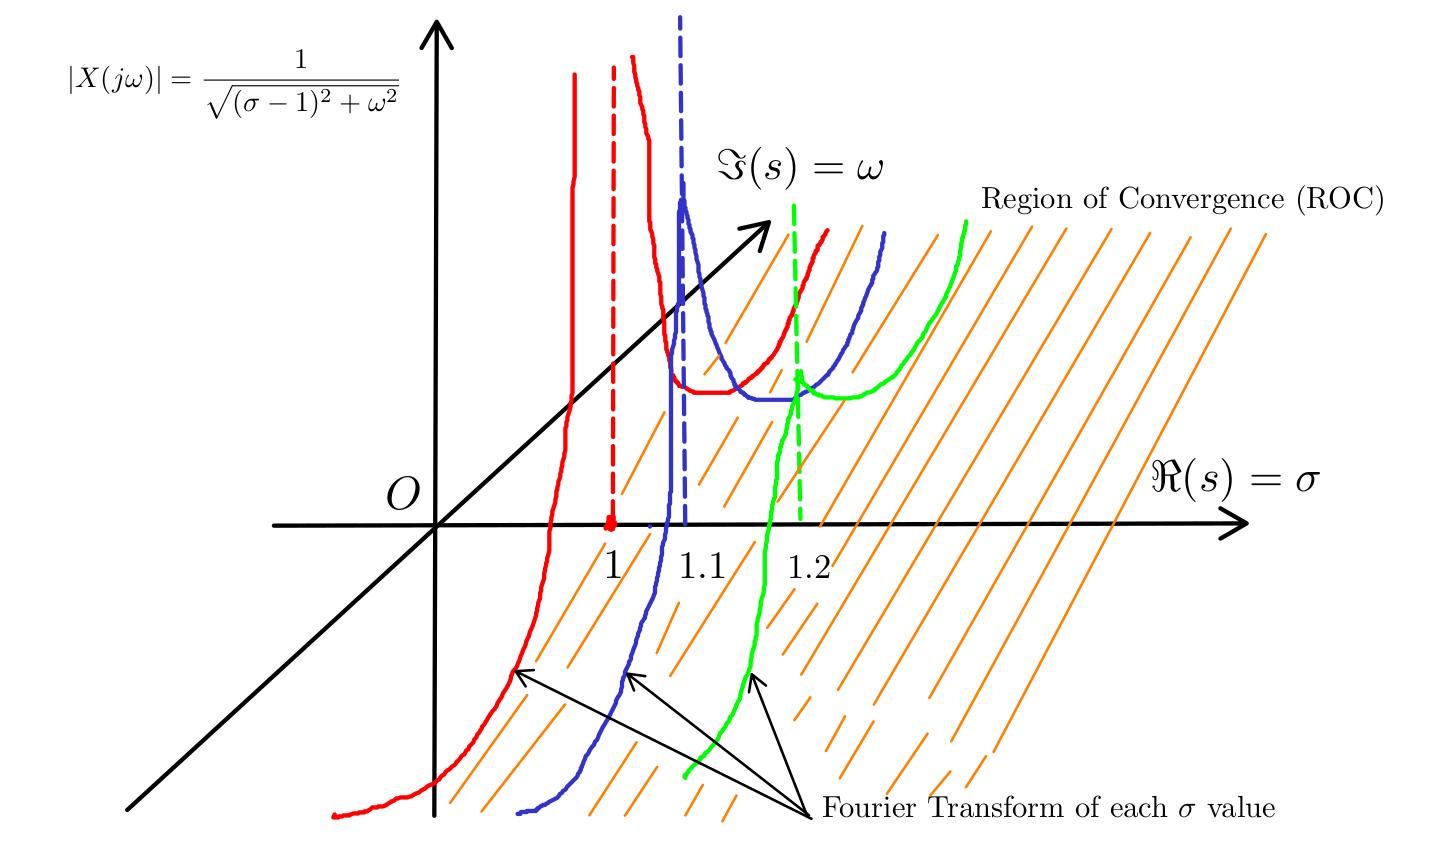 |X(jω)| = 1/√((σ − 1)² + ω²)
ℑ(s) = ω
Region of Convergence (ROC)
O
ℜ(s) = σ
1
1.1
1.2
Fourier Transform of each σ value